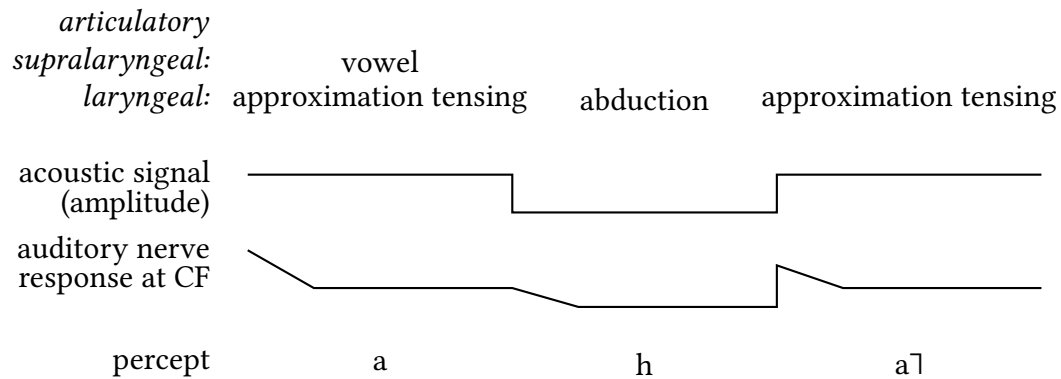 articulatory
supralaryngeal: vowel
laryngeal: approximation tensing abduction approximation tensing
acoustic signal
(amplitude)
auditory nerve
response at CF
percept a h a˥